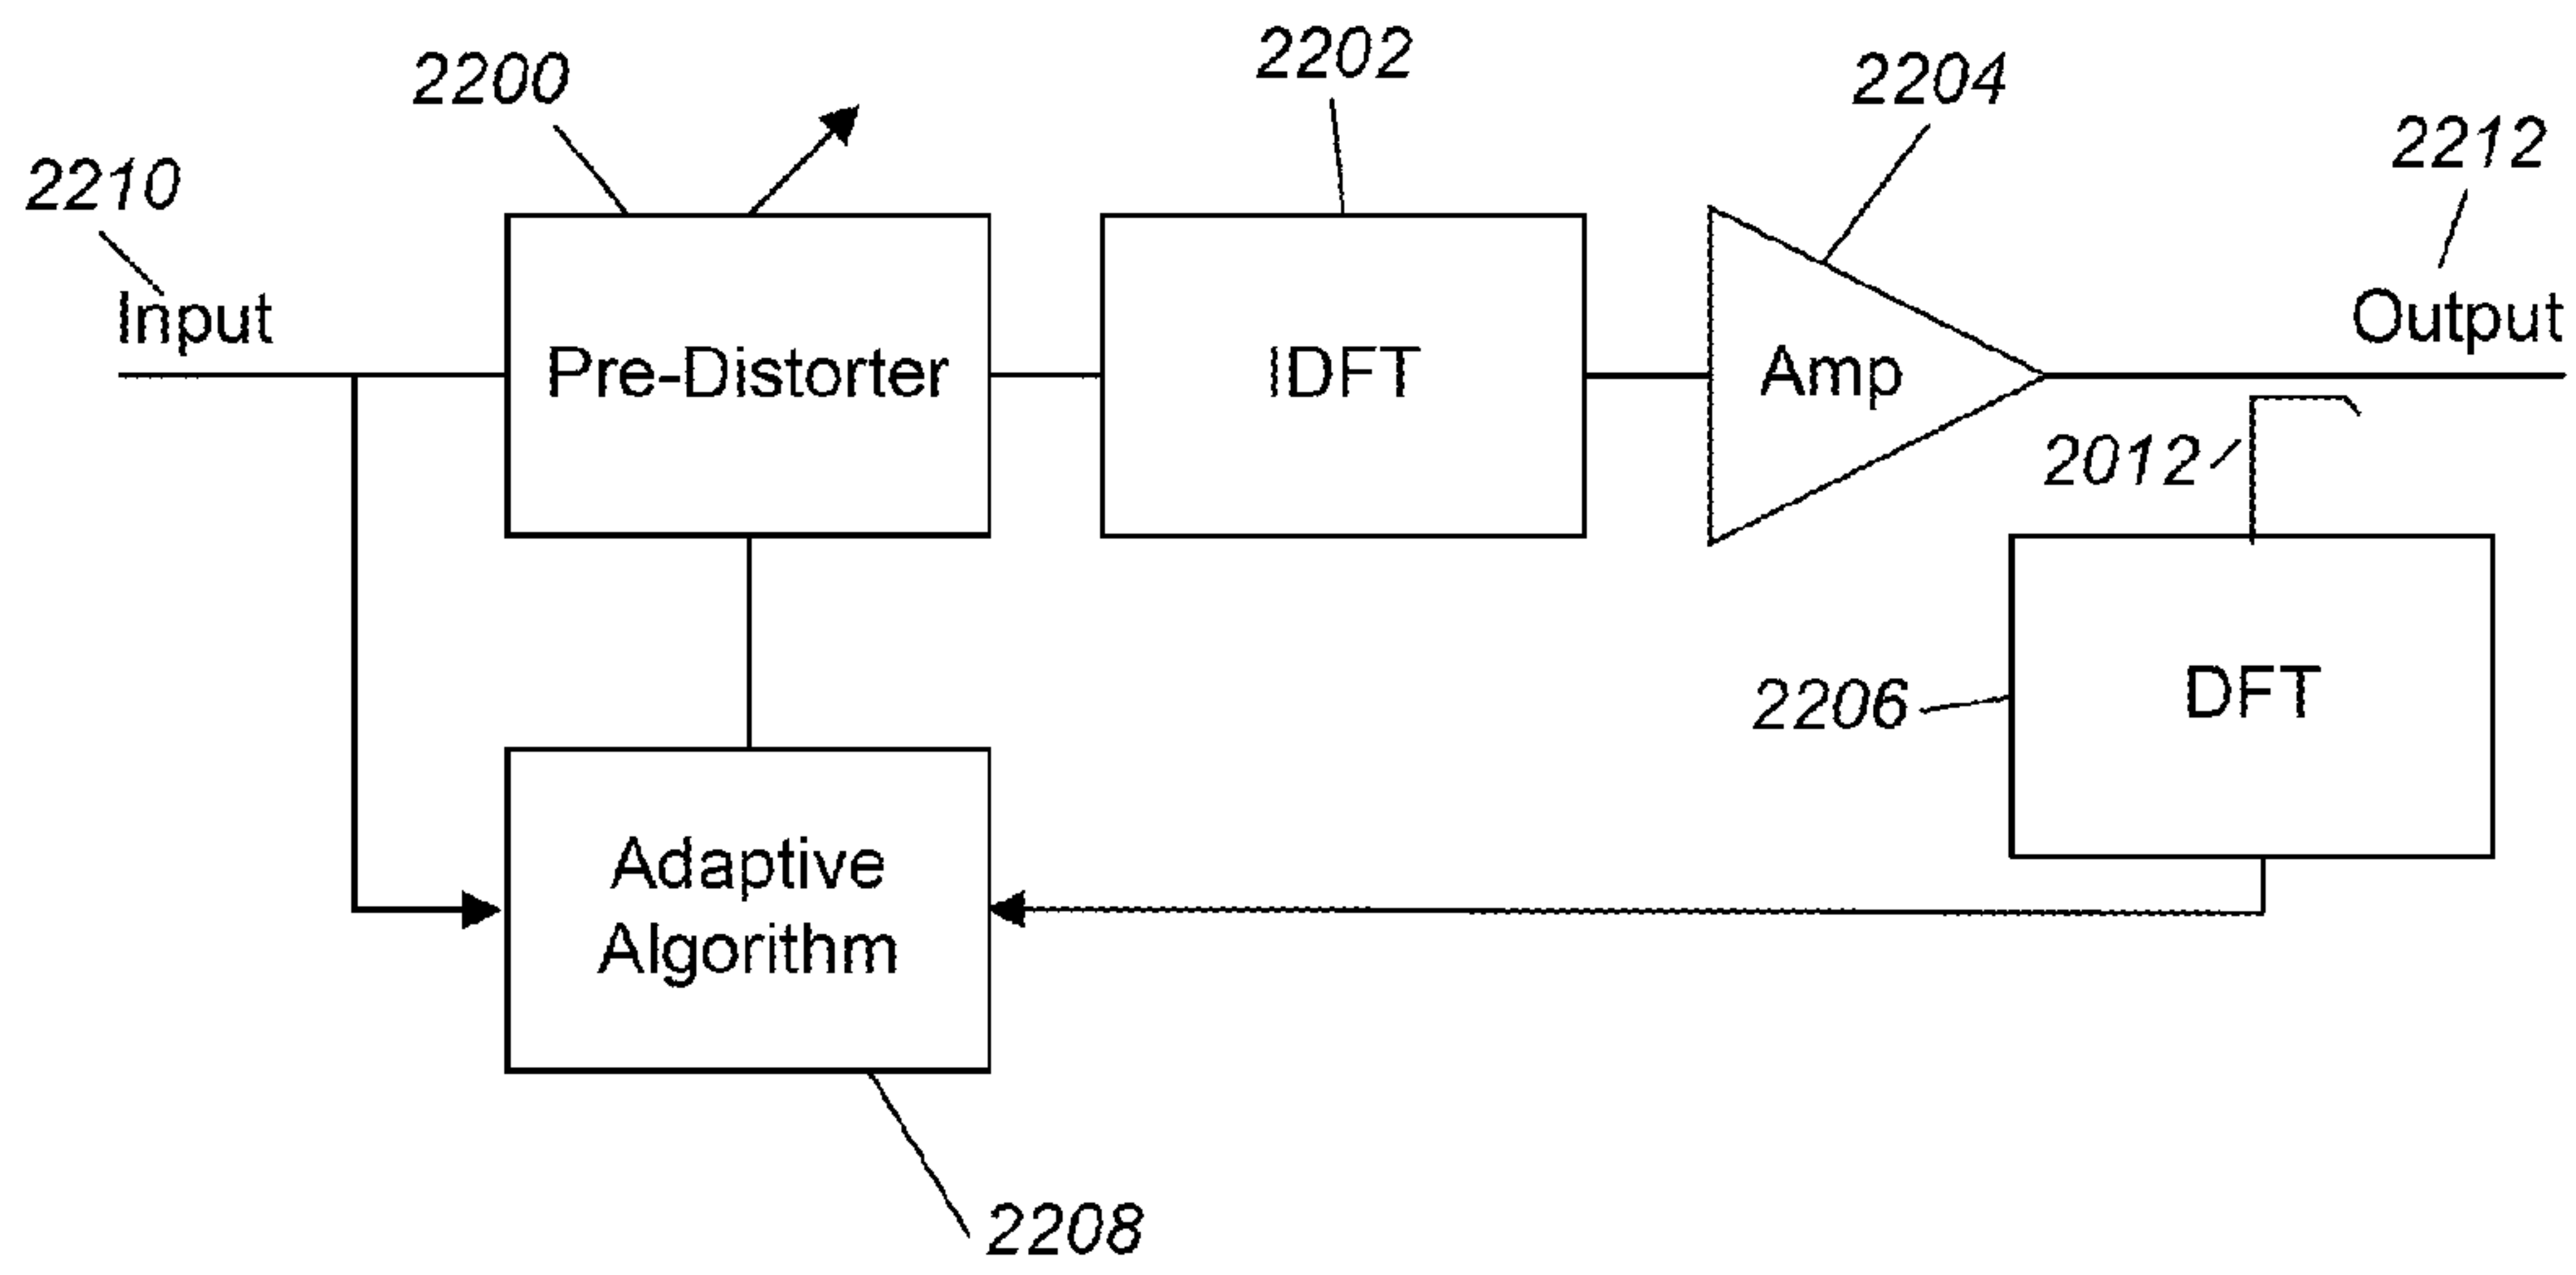 2200
2202
2204
2212
2210
Input
Output
Pre-Distorter
IDFT
Amp
2012
2206
DFT
Adaptive
Algorithm
2208